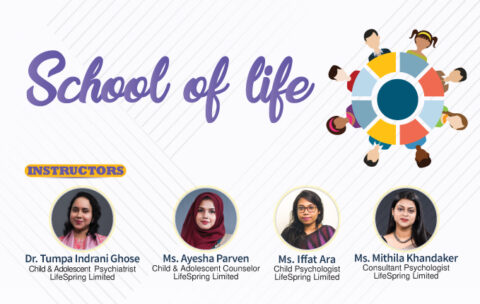 School of life
INSTRUCTORS
Dr. Tumpa Indrani Ghose
Child & Adolescent Psychiatrist
LifeSpring Limited
Ms. Ayesha Parven
Child & Adolescent Counselor
LifeSpring Limited
Ms. Iffat Ara
Child Psychologist
LifeSpring Limited
Ms. Mithila Khandaker
Consultant Psychologist
LifeSpring Limited